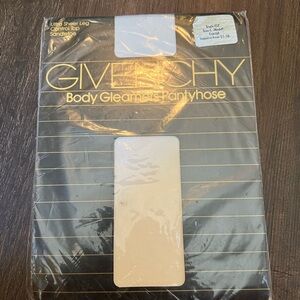 Ultra Sheer Leg
Control Top
Sandalfoot
GIVENCHY
Body Gleamers Pantyhose